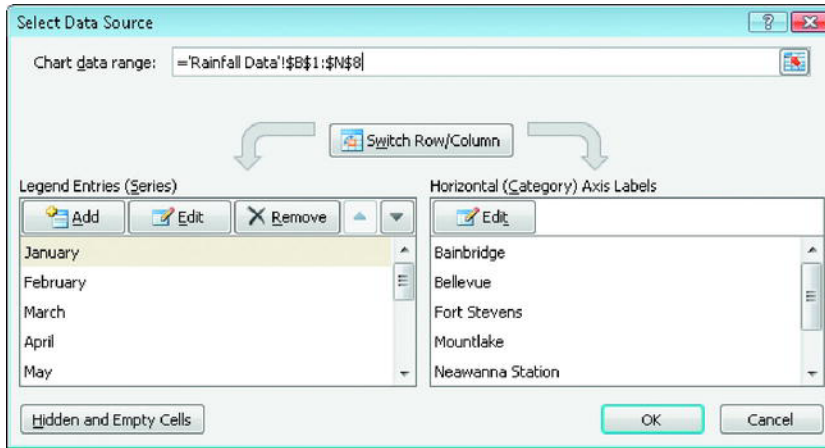 Select Data Source
Chart data range: ='Rainfall Data'!$B$1:$N$8
Switch Row/Column
Legend Entries (Series)
Add Edit Remove
January
February
March
April
May
Horizontal (Category) Axis Labels
Edit
Bainbridge
Bellevue
Fort Stevens
Mountlake
Neawanna Station
Hidden and Empty Cells
OK Cancel